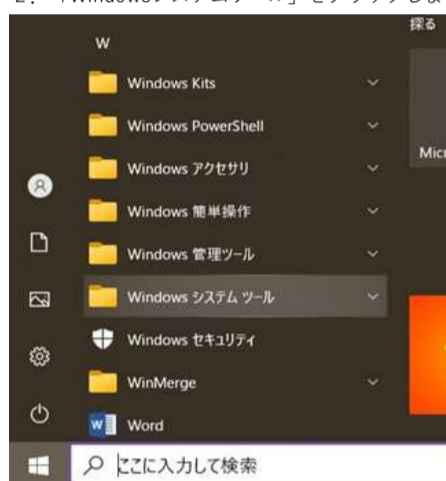 2. 「Windowsシステムツール」をクリックしま
探る
W
Windows Kits
Windows PowerShell
Micr
Windows アクセサリ
Windows 簡単操作
Windows 管理ツール
Windows システム ツール
Windows セキュリティ
WinMerge
Word
ここに入力して検索